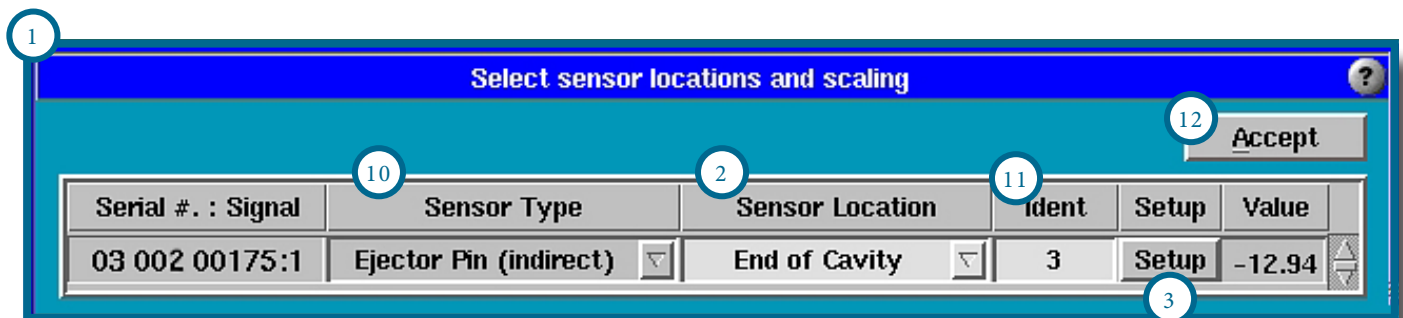 1
Select sensor locations and scaling ?
12
Accept
10 2 11
Serial #. : Signal Sensor Type Sensor Location Ident Setup Value
03 002 00175:1 Ejector Pin (indirect) End of Cavity 3 Setup -12.94
3